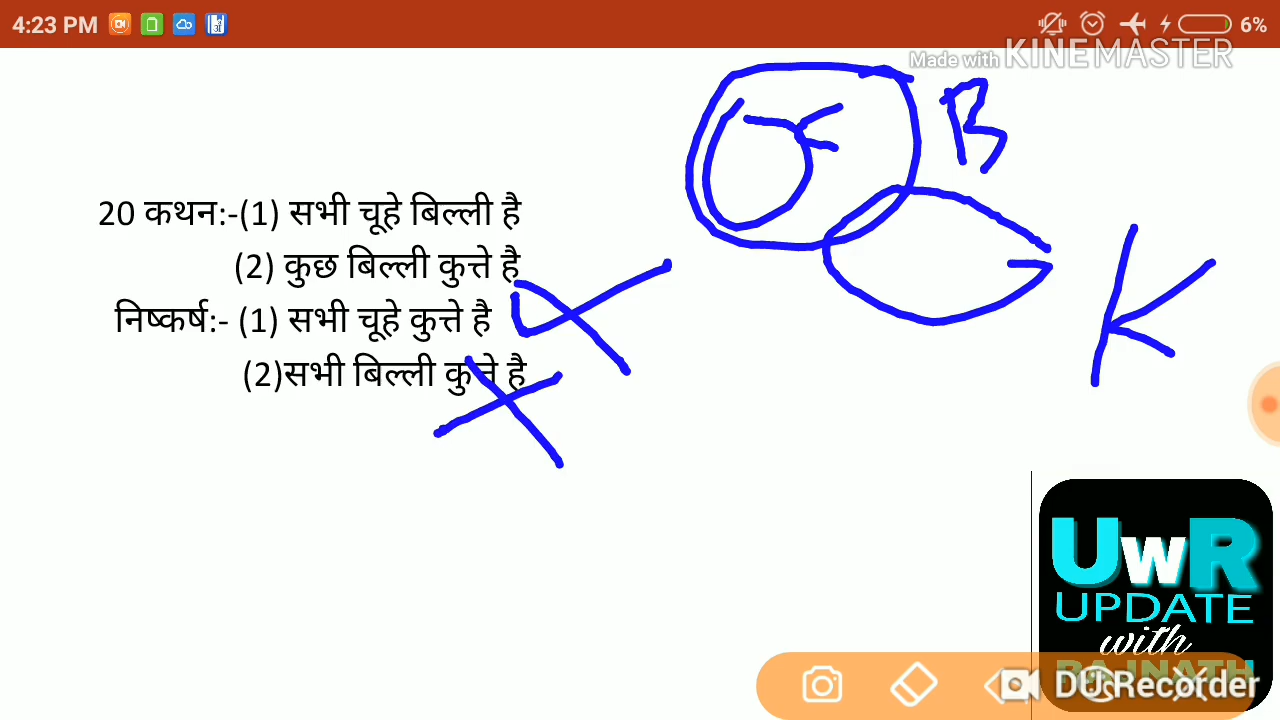 4:23 PM
6%
Made with KINEMASTER
B
20 कथन:-(1) सभी चूहे बिल्ली है
(2) कुछ बिल्ली कुत्ते है
निष्कर्ष:- (1) सभी चूहे कुत्ते है
(2)सभी बिल्ली कुत्ते है
K
UwR
UPDATE
with
RAJNATH
DU Recorder